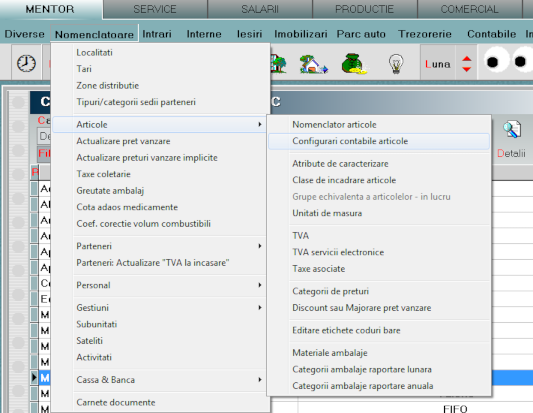 MENTOR SERVICE SALARII PRODUCTIE COMERCIAL
Diverse Nomenclatoare Intrari Interne Iesiri Imobilizari Parc auto Trezorerie Contabile
Luna
Localitati
Tari
Zone distributie
Tipuri/categorii sedii parteneri
Articole
Actualizare pret vanzare
Actualizare preturi vanzare implicite
Taxe coletarie
Greutate ambalaj
Cota adaos medicamente
Coef. corectie volum combustibili
Parteneri
Parteneri: Actualizare "TVA la incasare"
Personal
Gestiuni
Subunitati
Sateliti
Activitati
Cassa & Banca
Carnete documente
Nomenclator articole
Configurari contabile articole
Atribute de caracterizare
Clase de incadrare articole
Grupe echivalenta a articolelor - in lucru
Unitati de masura
TVA
TVA servicii electronice
Taxe asociate
Categorii de preturi
Discount sau Majorare pret vanzare
Editare etichete coduri bare
Materiale ambalaje
Categorii ambalaje raportare lunara
Categorii ambalaje raportare anuala
Detalii
FIFO